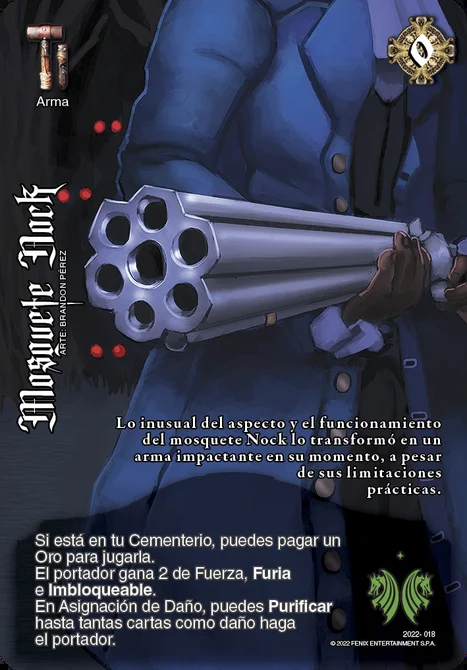 0
Arma
Mosquete Nock
ARTE: BRANDON PÉREZ
Lo inusual del aspecto y el funcionamiento
del mosquete Nock lo transformó en un
arma impactante en su momento, a pesar
de sus limitaciones
prácticas.
Si está en tu Cementerio, puedes pagar un
Oro para jugarla.
El portador gana 2 de Fuerza, Furia
e Imbloqueable.
En Asignación de Daño, puedes Purificar
hasta tantas cartas como daño haga
el portador.
2022- 018
© 2022 FENIX ENTERTAINMENT S.P.A.